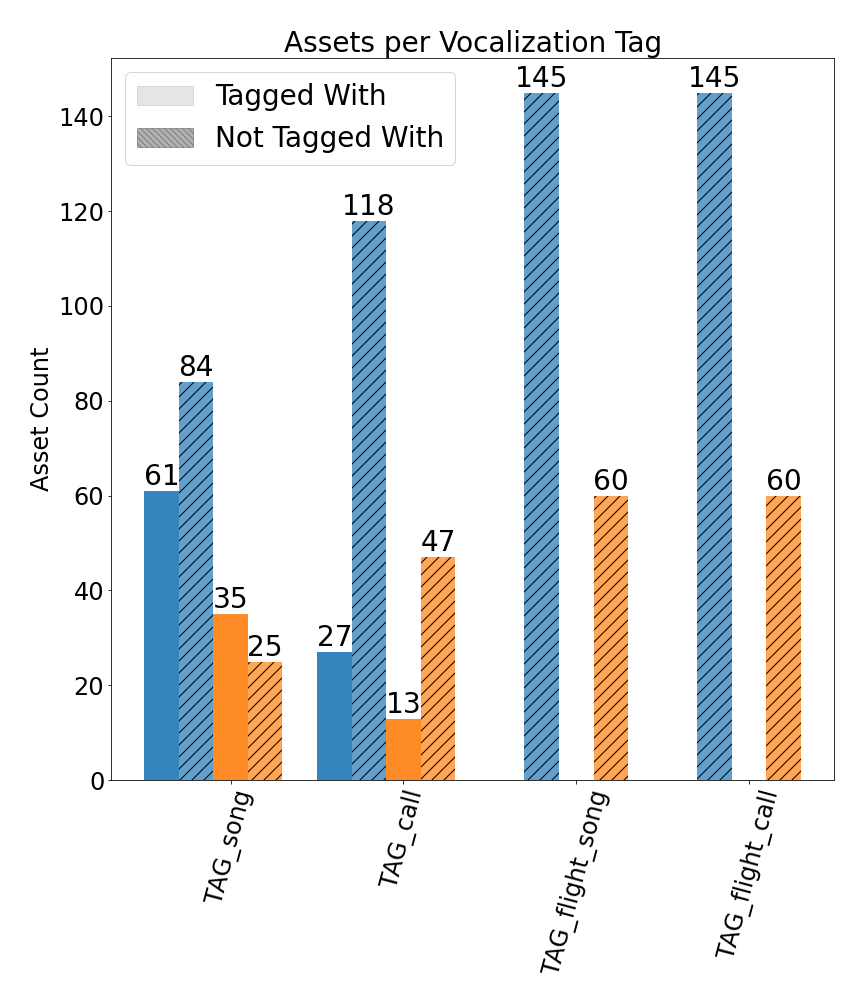 Assets per Vocalization Tag
Tagged With
Not Tagged With
145
145
140
120
118
100
84
80
61
60
60
60
47
40
35
25
27
20
13
0
Asset Count
TAG_song
TAG_call
TAG_flight_song
TAG_flight_call